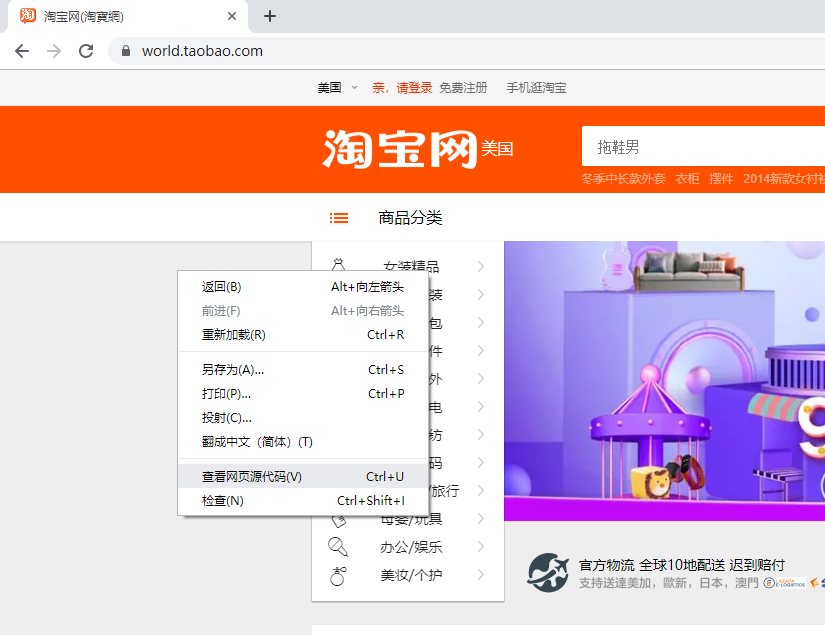 淘宝网(淘寶網)
world.taobao.com
美国 亲，请登录 免费注册 手机逛淘宝
淘宝网 美国
拖鞋男
冬季中长款外套 衣柜 摆件 2014新款女衬衫
商品分类
女装精品
返回(B) Alt+向左箭头
装
前进(F) Alt+向右箭头
包
重新加载(R) Ctrl+R
件
另存为(A)... Ctrl+S
外
打印(P)... Ctrl+P
电
投射(C)...
翻成中文（简体）(T)
纺
码
查看网页源代码(V) Ctrl+U
/旅行
检查(N) Ctrl+Shift+I
母婴/玩具
办公/娱乐
美妆/个护
官方物流 全球10地配送 迟到赔付
支持送達美加，歐新，日本，澳門
LAZADA
E-LOGISTICS